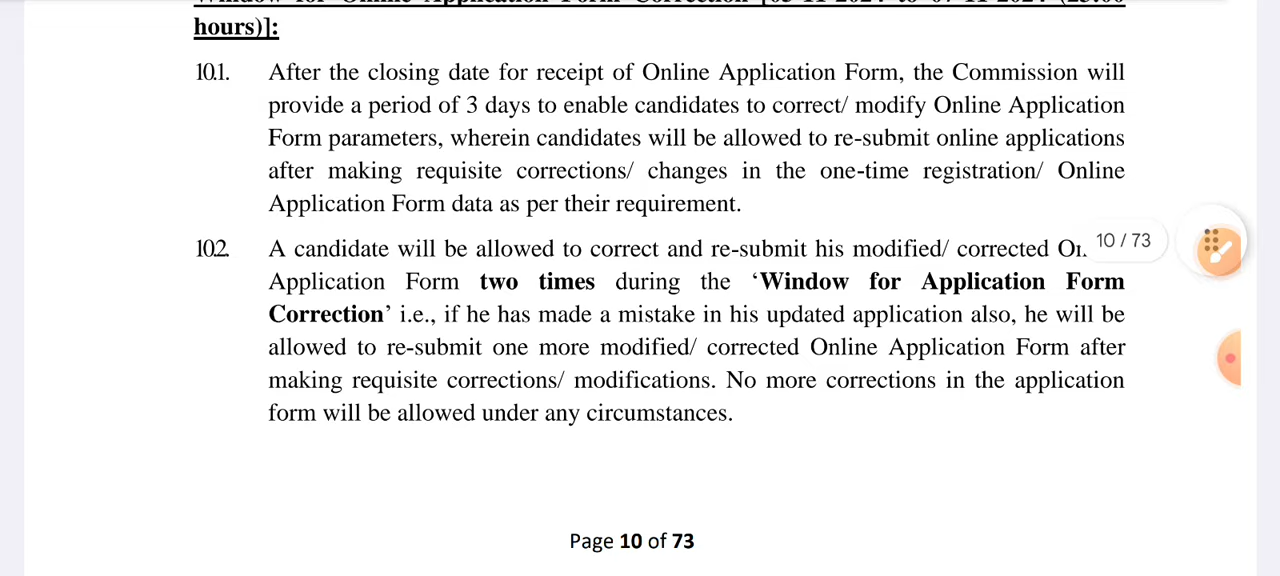 hours)]:
10.1. After the closing date for receipt of Online Application Form, the Commission will
provide a period of 3 days to enable candidates to correct/ modify Online Application
Form parameters, wherein candidates will be allowed to re-submit online applications
after making requisite corrections/ changes in the one-time registration/ Online
Application Form data as per their requirement.
10.2. A candidate will be allowed to correct and re-submit his modified/ corrected
10 / 73
Application Form two times during the ‘Window for Application Form
Correction’ i.e., if he has made a mistake in his updated application also, he will be
allowed to re-submit one more modified/ corrected Online Application Form after
making requisite corrections/ modifications. No more corrections in the application
form will be allowed under any circumstances.
Page 10 of 73